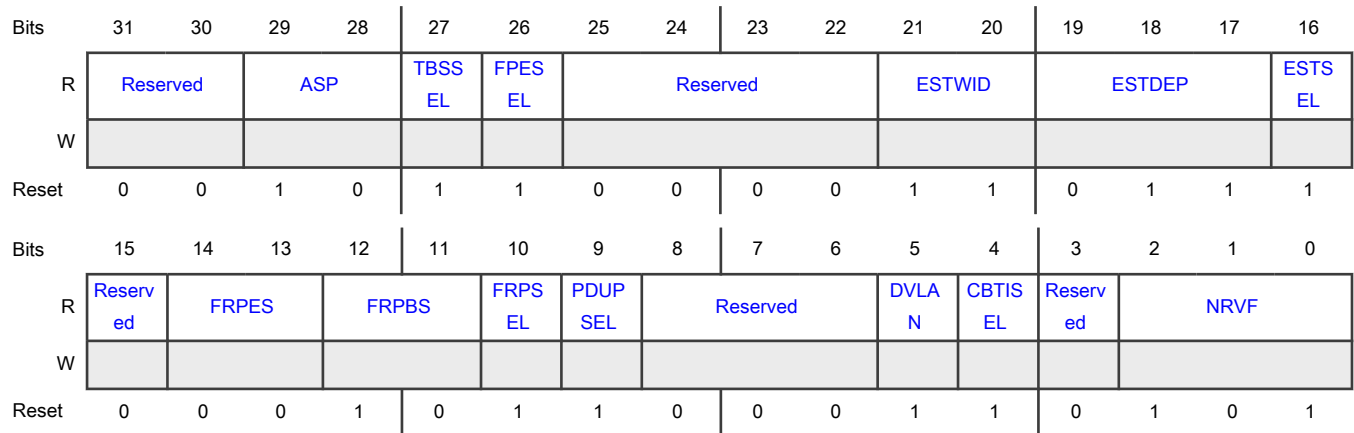 Bits 31 30 29 28 27 26 25 24 23 22 21 20 19 18 17 16
R Reserved ASP TBSS EL FPES EL Reserved ESTWID ESTDEP ESTS EL
W
Reset 0 0 1 0 1 1 0 0 0 0 1 1 0 1 1 1
Bits 15 14 13 12 11 10 9 8 7 6 5 4 3 2 1 0
R Reserv ed FRPES FRPBS FRPS EL PDUP SEL Reserved DVLA N CBTIS EL Reserv ed NRVF
W
Reset 0 0 0 1 0 1 1 0 0 0 1 1 0 1 0 1